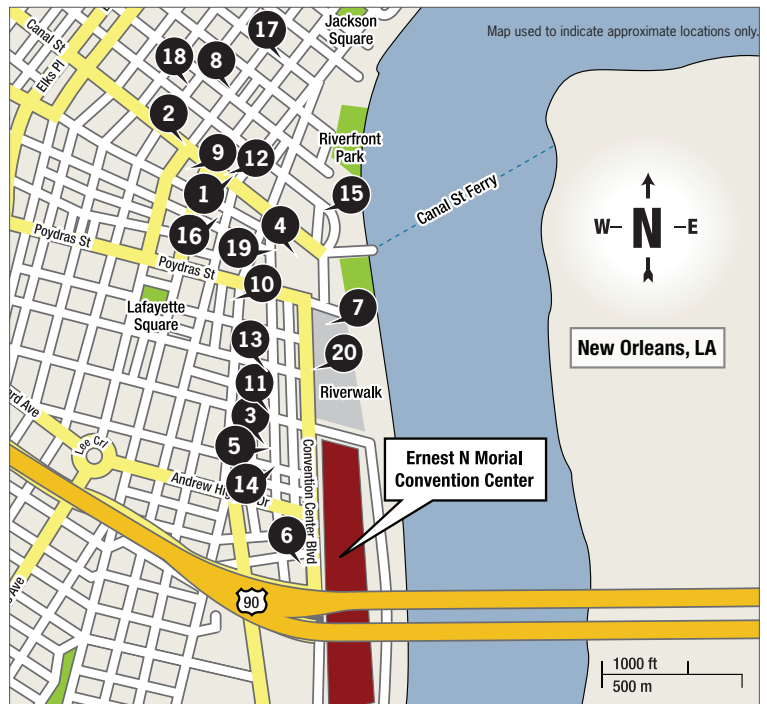 Map used to indicate approximate locations only.
Jackson
Square
17
18
8
Canal St
Elks Pl
2
9
12
Riverfront
Park
1
15
Canal St Ferry
16
4
19
W
N
E
Poydras St
Poydras St
10
7
Lafayette
Square
13
20
New Orleans, LA
11
Riverwalk
3
5
Lee Crl
ard Ave
Convention Center Blvd
Ernest N Morial
Convention Center
14
Andrew Hig
Dr
6
90
Ave
1000 ft
500 m